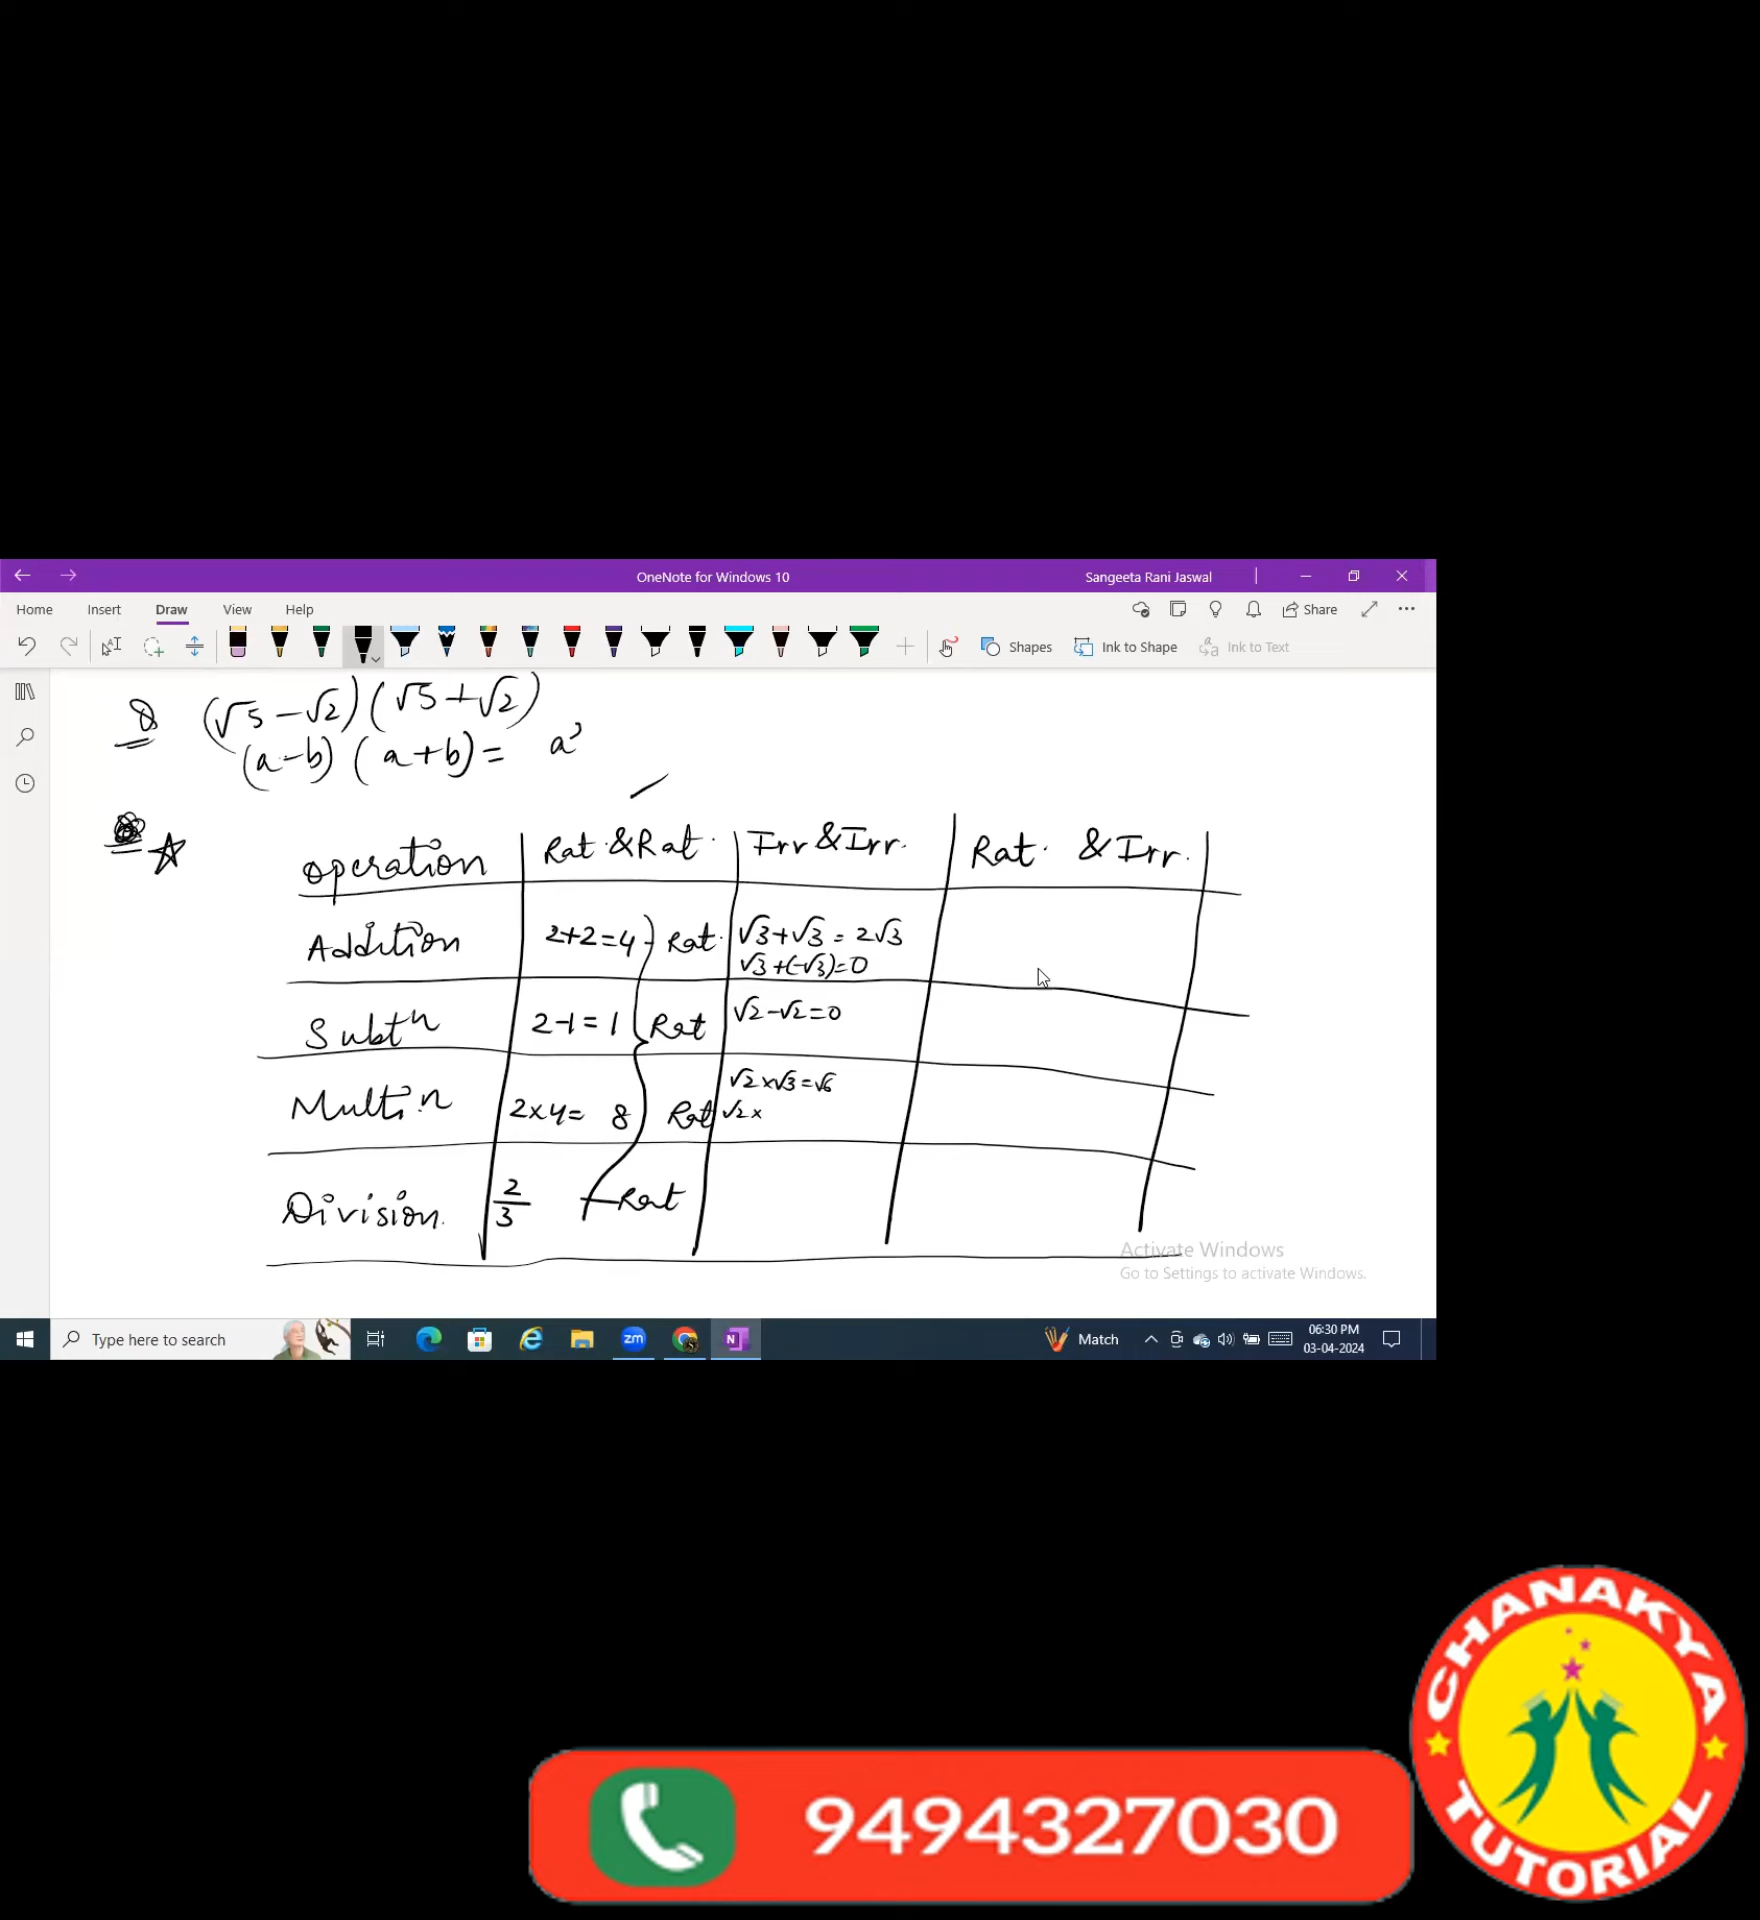 OneNote for Windows 10
Sangeeta Rani Jaswal
Home Insert Draw View Help
Share
Shapes Ink to Shape Ink to Text
(√5-√2)(√5+√2)
(a-b)(a+b)= a²
operation Rat. & Rat. Irr & Irr. Rat. & Irr.
Addition 2+2=4 - Rat. √3+√3=2√3
√3+(-√3)=0
Subtⁿ 2-1=1 Rat √2-√2=0
Multi.n 2×4= 8 Rat √2×√3=√6
√2×
Division. 2/3 - Rat
Activate Windows
Go to Settings to activate Windows.
Type here to search
zm
N
Match
06:30 PM
03-04-2024
CHANAKYA
TUTORIAL
9494327030